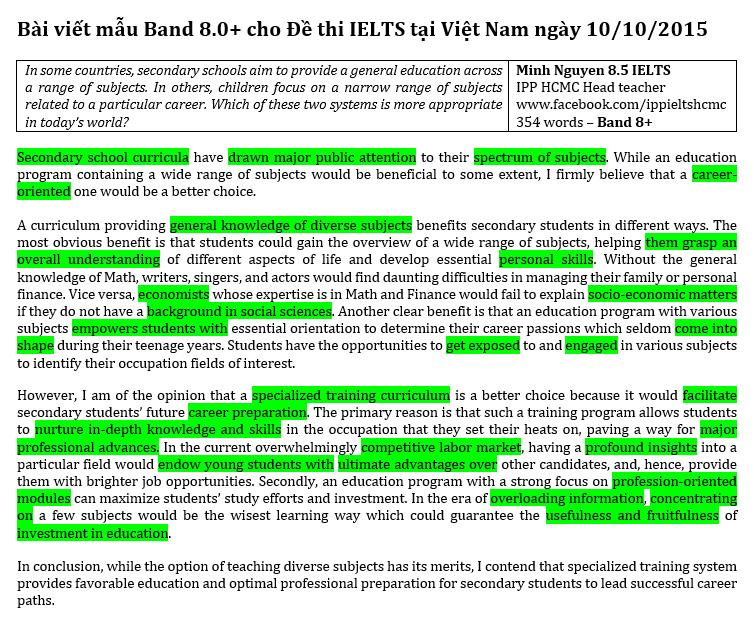 Bài viết mẫu Band 8.0+ cho Đề thi IELTS tại Việt Nam ngày 10/10/2015
In some countries, secondary schools aim to provide a general education across
a range of subjects. In others, children focus on a narrow range of subjects
related to a particular career. Which of these two systems is more appropriate
in today's world?
Minh Nguyen 8.5 IELTS
IPP HCMC Head teacher
www.facebook.com/ippieltshcmc
354 words – Band 8+
Secondary school curricula have drawn major public attention to their spectrum of subjects. While an education
program containing a wide range of subjects would be beneficial to some extent, I firmly believe that a career-
oriented one would be a better choice.
A curriculum providing general knowledge of diverse subjects benefits secondary students in different ways. The
most obvious benefit is that students could gain the overview of a wide range of subjects, helping them grasp an
overall understanding of different aspects of life and develop essential personal skills. Without the general
knowledge of Math, writers, singers, and actors would find daunting difficulties in managing their family or personal
finance. Vice versa, economists whose expertise is in Math and Finance would fail to explain socio-economic matters
if they do not have a background in social sciences. Another clear benefit is that an education program with various
subjects empowers students with essential orientation to determine their career passions which seldom come into
shape during their teenage years. Students have the opportunities to get exposed to and engaged in various subjects
to identify their occupation fields of interest.
However, I am of the opinion that a specialized training curriculum is a better choice because it would facilitate
secondary students' future career preparation. The primary reason is that such a training program allows students
to nurture in-depth knowledge and skills in the occupation that they set their heats on, paving a way for major
professional advances. In the current overwhelmingly competitive labor market, having a profound insights into a
particular field would endow young students with ultimate advantages over other candidates, and, hence, provide
them with brighter job opportunities. Secondly, an education program with a strong focus on profession-oriented
modules can maximize students' study efforts and investment. In the era of overloading information, concentrating
on a few subjects would be the wisest learning way which could guarantee the usefulness and fruitfulness of
investment in education.
In conclusion, while the option of teaching diverse subjects has its merits, I contend that specialized training system
provides favorable education and optimal professional preparation for secondary students to lead successful career
paths.